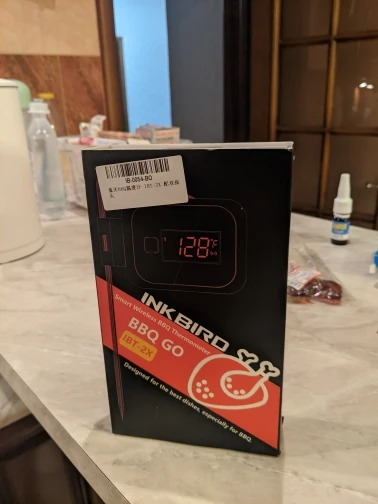 IB-0054-BO
128°F
INKBIRD
Smart Wireless BBQ Thermometer
BBQ GO
IBT-2X
Designed for the best dishes, especially for BBQ.